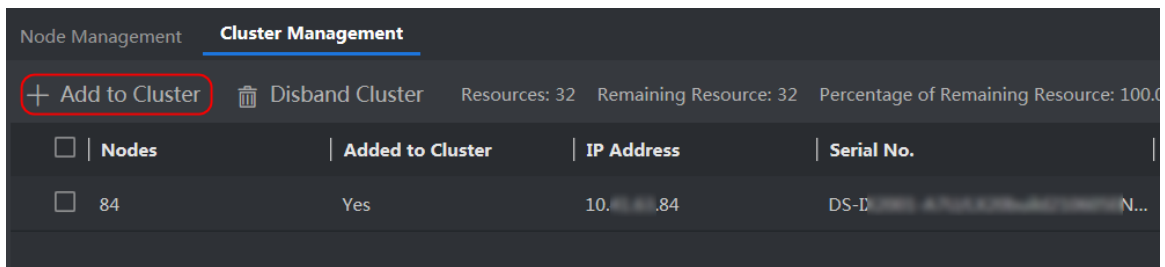 Node Management Cluster Management
+ Add to Cluster Disband Cluster Resources: 32 Remaining Resource: 32 Percentage of Remaining Resource: 100.0
Nodes Added to Cluster IP Address Serial No.
84 Yes 10. .84 DS-I N...